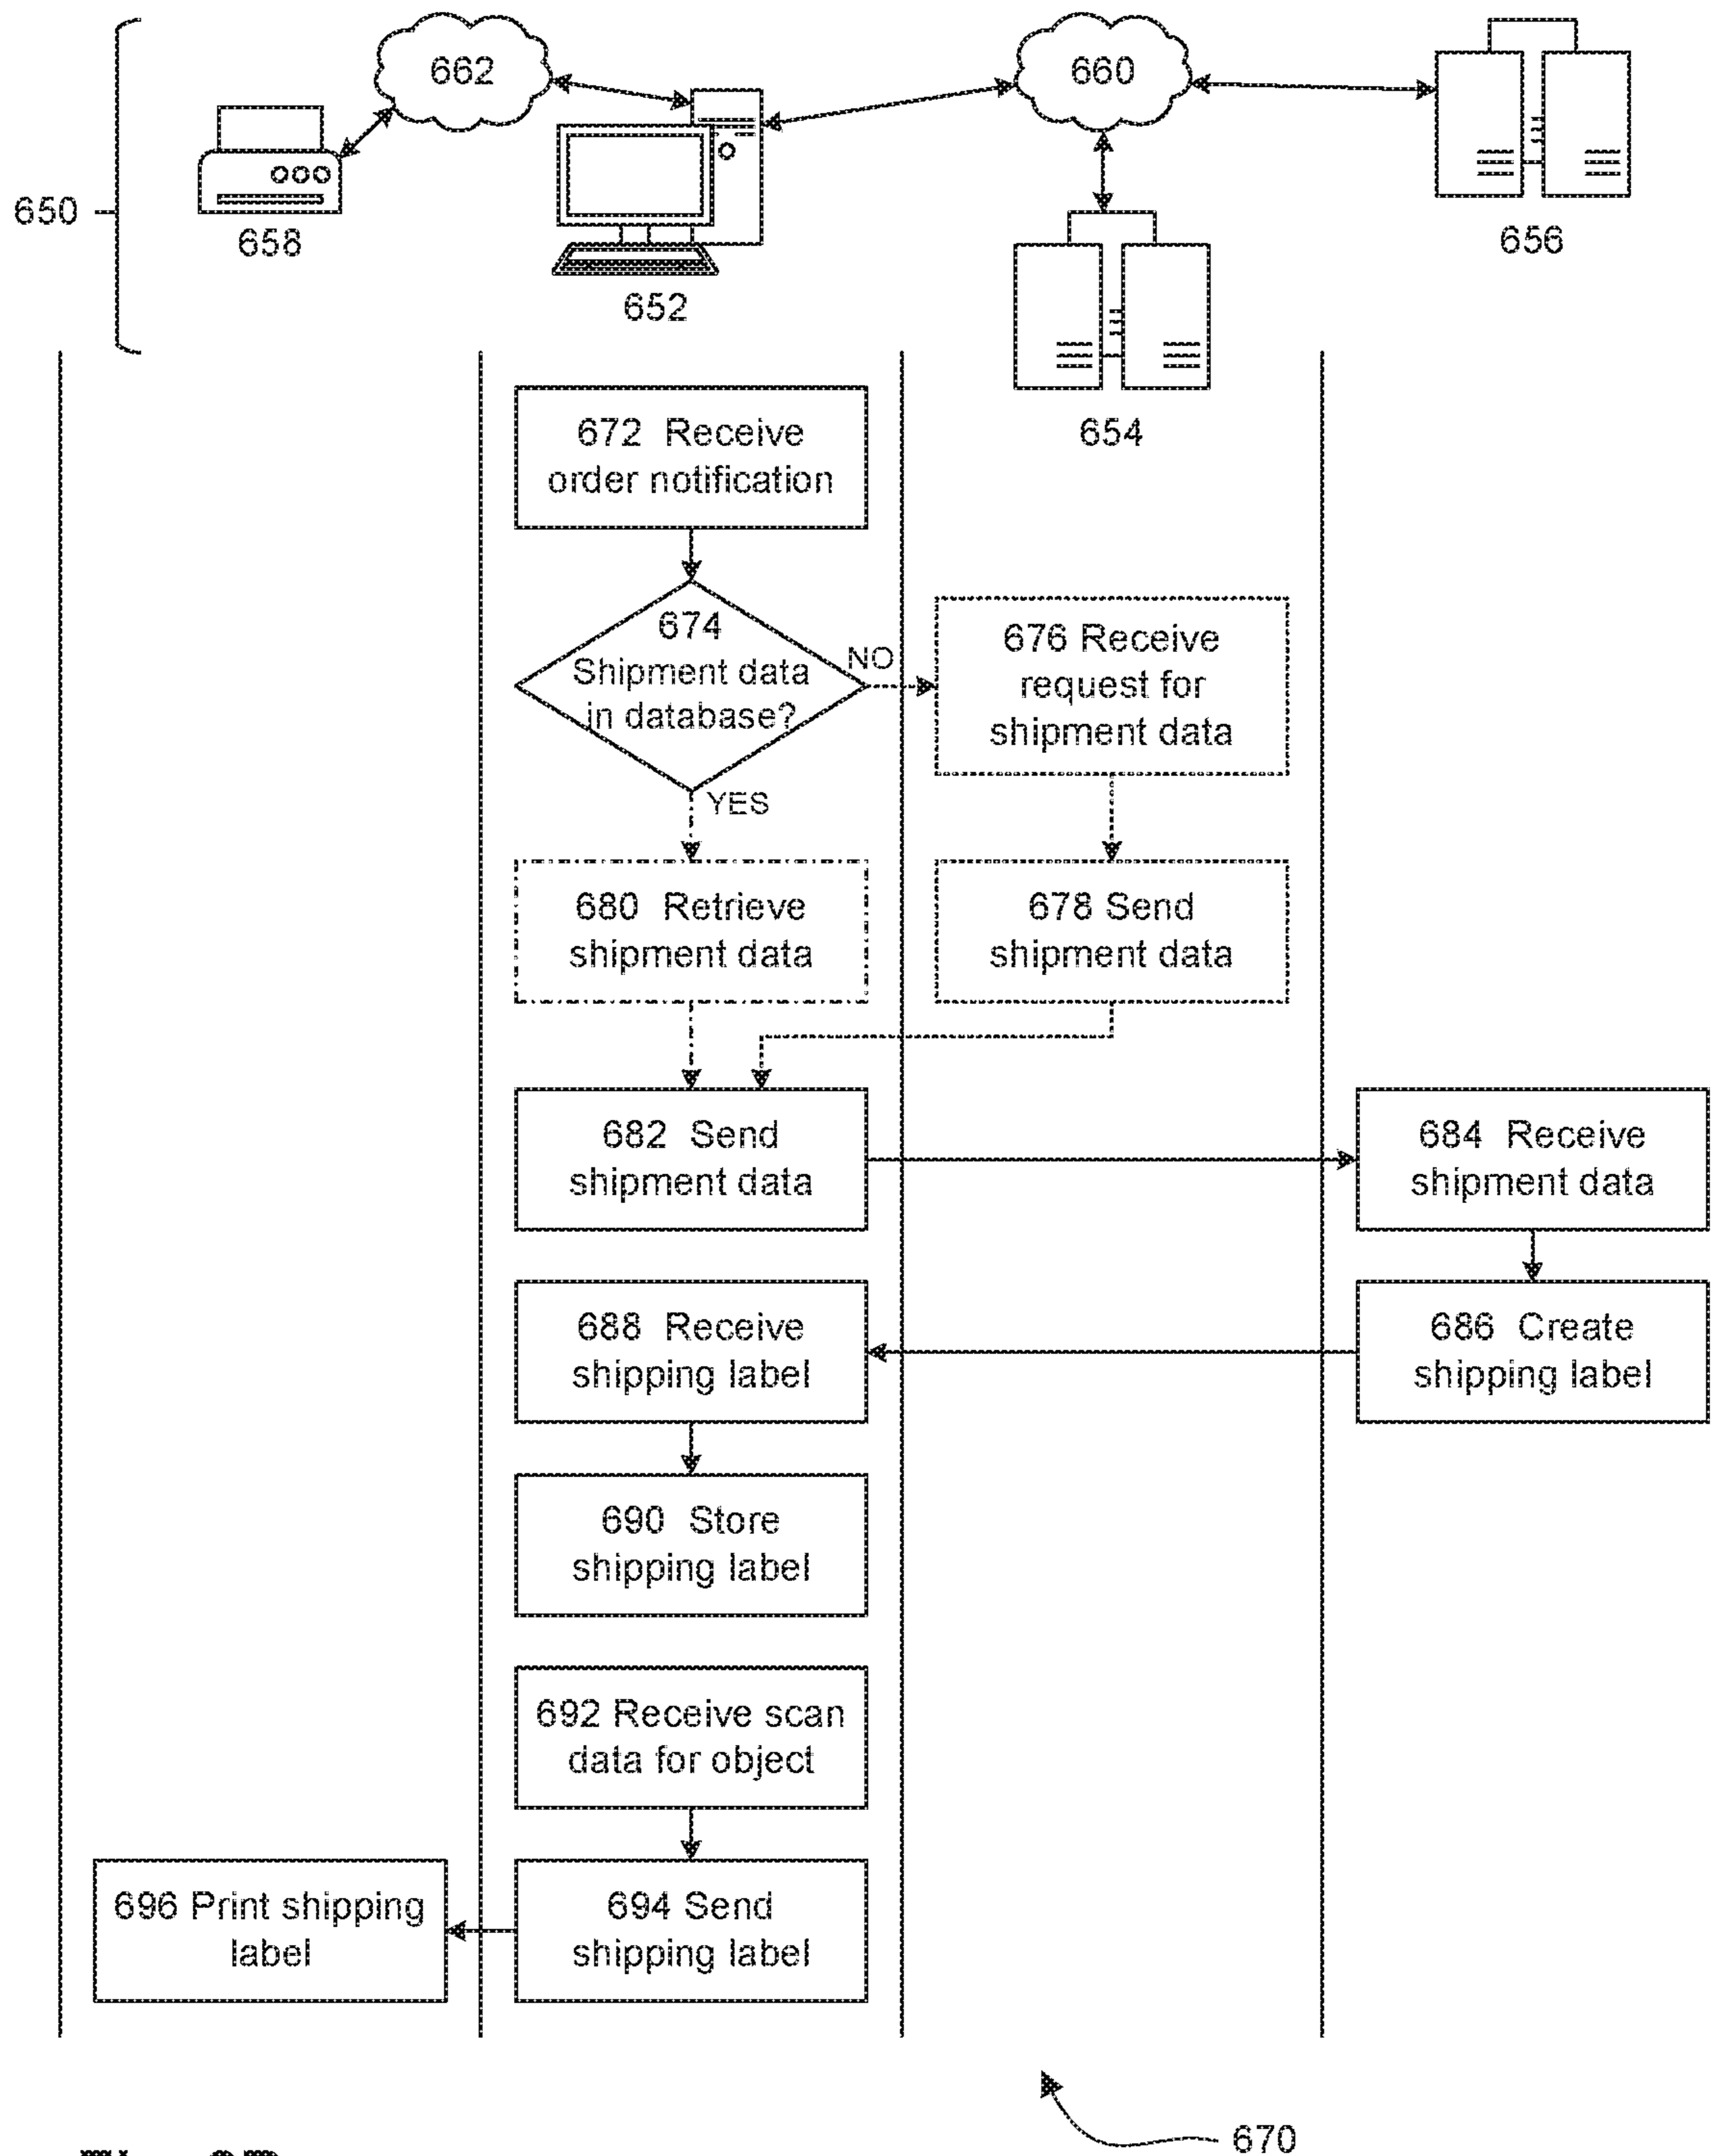 662
660
650
658
652
656
654
672 Receive
order notification
674
Shipment data
in database?
NO
YES
676 Receive
request for
shipment data
680 Retrieve
shipment data
678 Send
shipment data
682 Send
shipment data
684 Receive
shipment data
688 Receive
shipping label
686 Create
shipping label
690 Store
shipping label
692 Receive scan
data for object
696 Print shipping
label
694 Send
shipping label
670